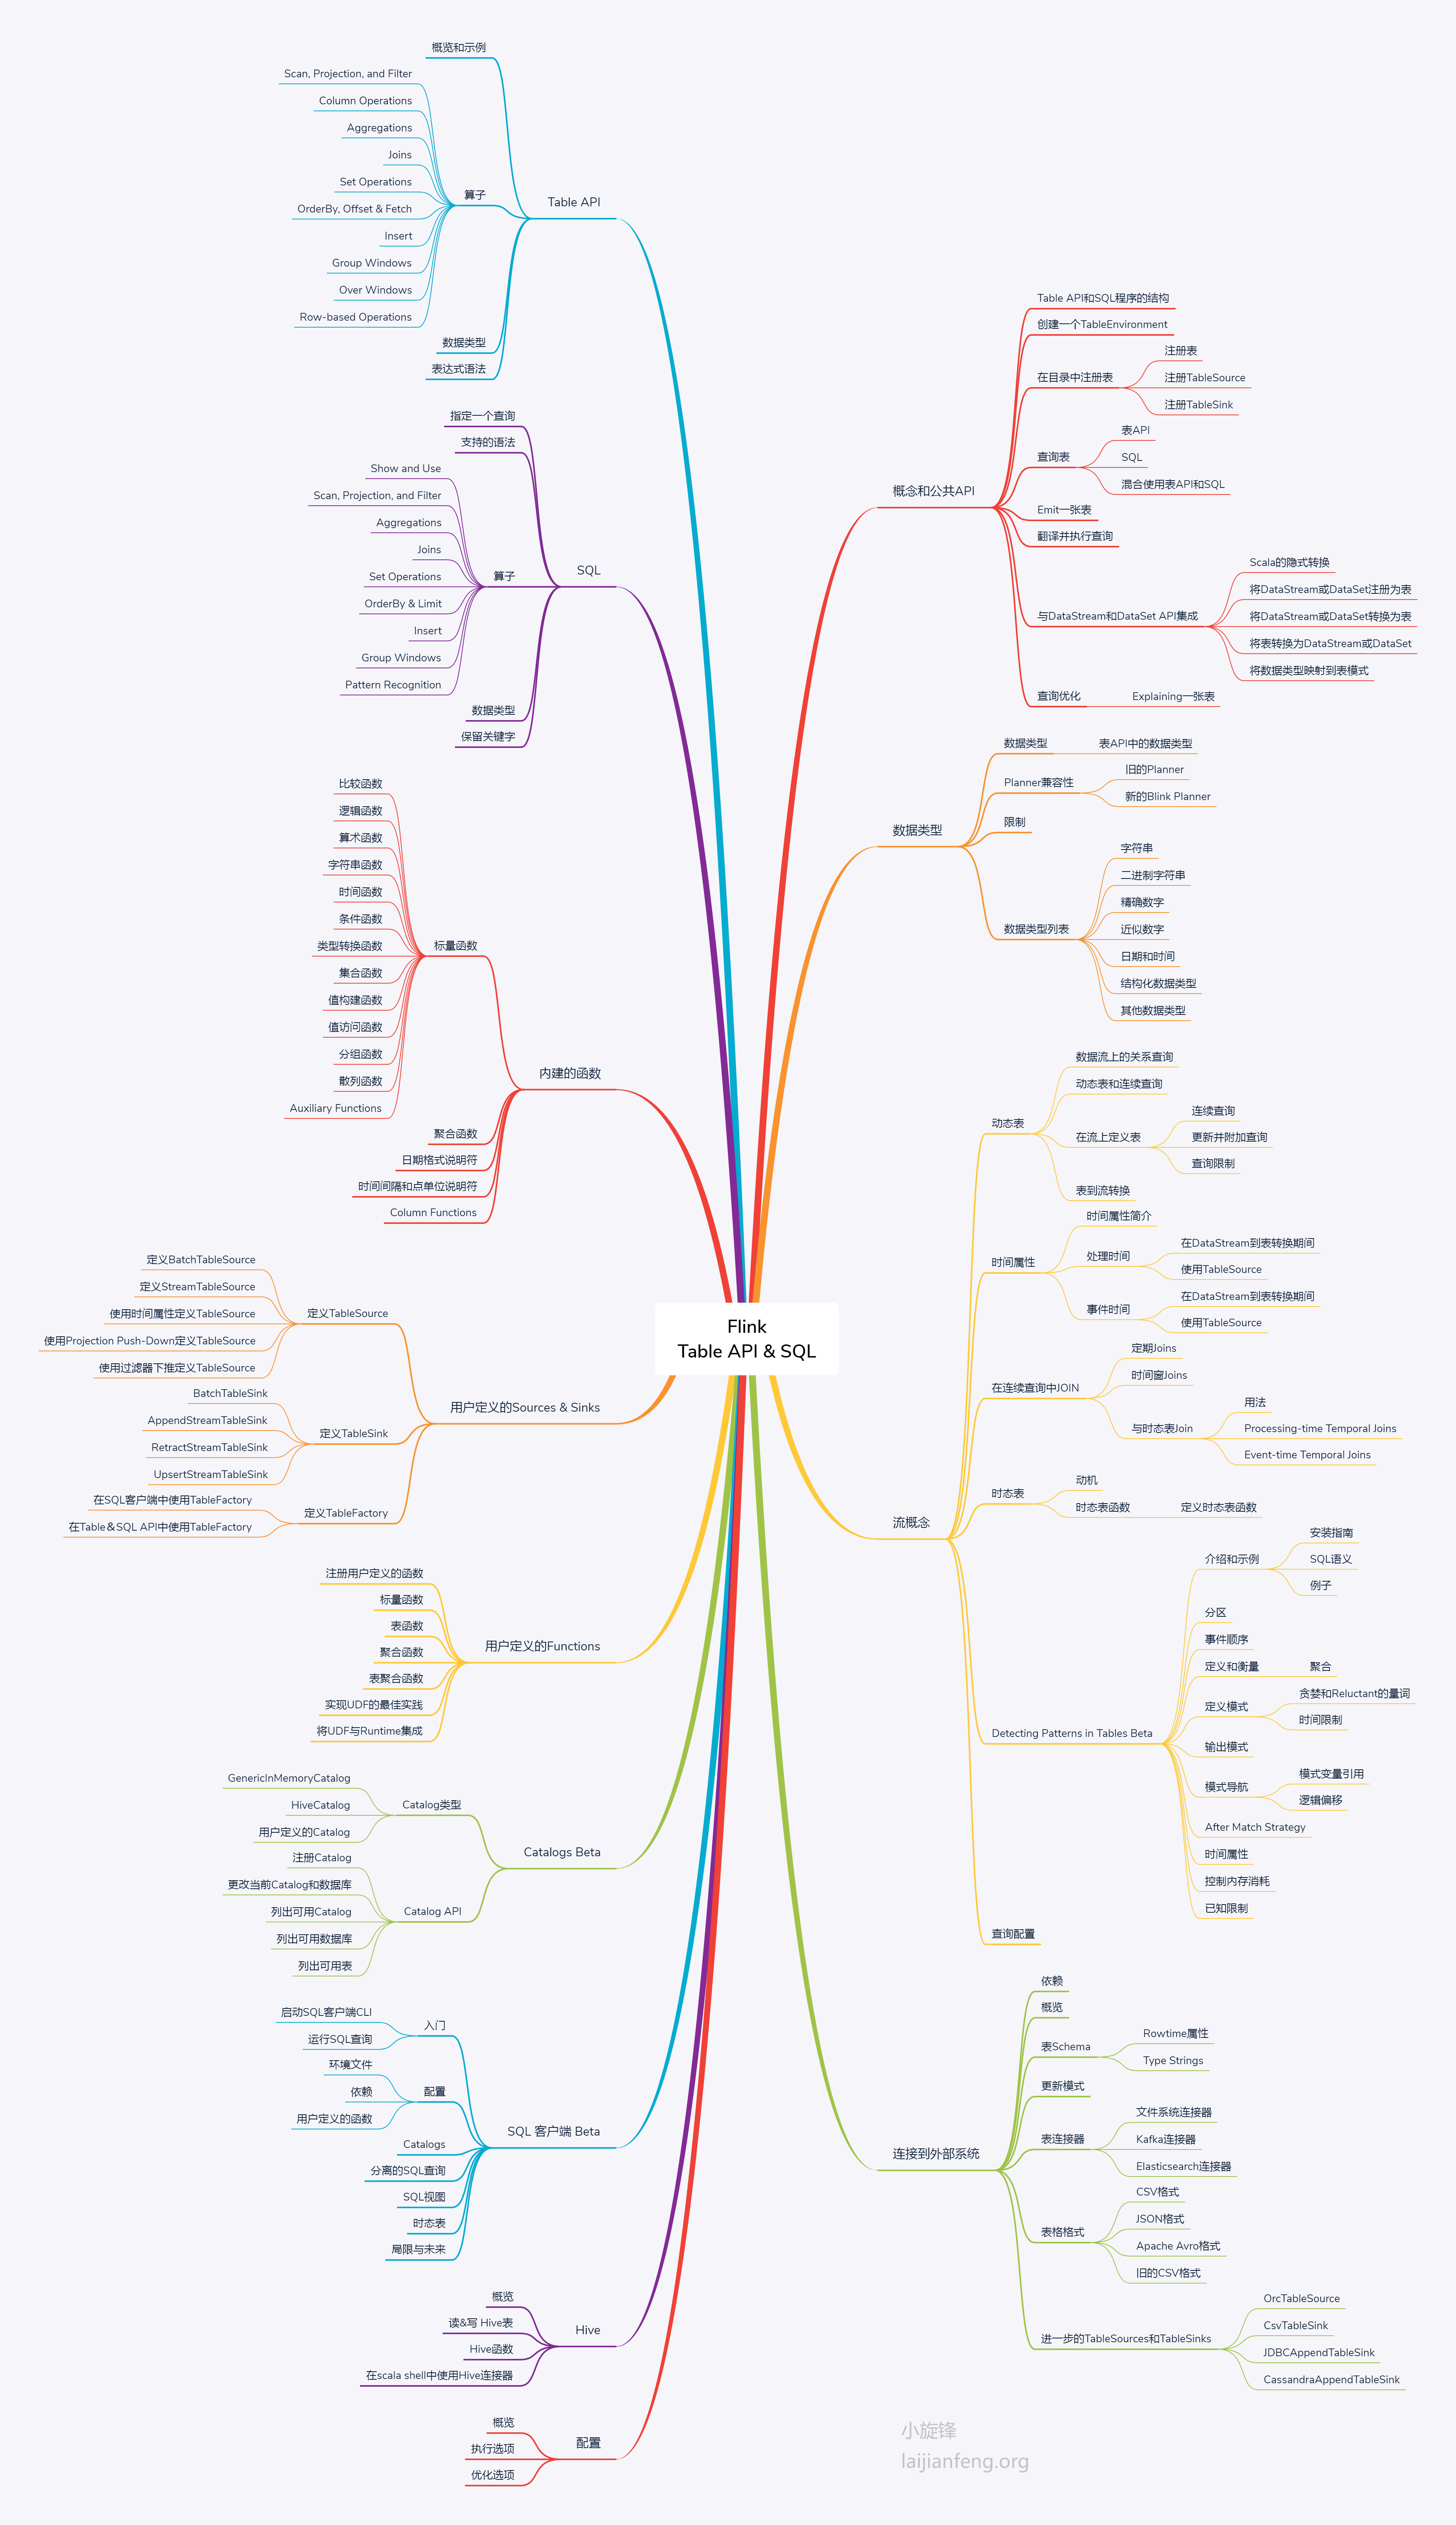 Flink
Table API & SQL
概念和公共API
Table API和SQL程序的结构
创建一个TableEnvironment
在目录中注册表
注册表
注册TableSource
注册TableSink
查询表
表API
SQL
混合使用表API和SQL
Emit一张表
翻译并执行查询
与DataStream和DataSet API集成
Scala的隐式转换
将DataStream或DataSet注册为表
将DataStream或DataSet转换为表
将表转换为DataStream或DataSet
将数据类型映射到表模式
查询优化
Explaining一张表
数据类型
数据类型
表API中的数据类型
Planner兼容性
旧的Planner
新的Blink Planner
限制
数据类型列表
字符串
二进制字符串
精确数字
近似数字
日期和时间
结构化数据类型
其他数据类型
流概念
动态表
数据流上的关系查询
动态表和连续查询
在流上定义表
连续查询
更新并附加查询
查询限制
表到流转换
时间属性
时间属性简介
处理时间
在DataStream到表转换期间
使用TableSource
事件时间
在DataStream到表转换期间
使用TableSource
在连续查询中JOIN
定期Joins
时间窗Joins
与时态表Join
用法
Processing-time Temporal Joins
Event-time Temporal Joins
时态表
动机
时态表函数
定义时态表函数
Detecting Patterns in Tables Beta
介绍和示例
安装指南
SQL语义
例子
分区
事件顺序
定义和衡量
聚合
定义模式
贪婪和Reluctant的量词
时间限制
输出模式
模式导航
模式变量引用
逻辑偏移
After Match Strategy
时间属性
控制内存消耗
已知限制
查询配置
连接到外部系统
依赖
概览
表Schema
Rowtime属性
Type Strings
更新模式
表连接器
文件系统连接器
Kafka连接器
Elasticsearch连接器
表格格式
CSV格式
JSON格式
Apache Avro格式
旧的CSV格式
进一步的TableSources和TableSinks
OrcTableSource
CsvTableSink
JDBCAppendTableSink
CassandraAppendTableSink
Table API
概览和示例
算子
Scan, Projection, and Filter
Column Operations
Aggregations
Joins
Set Operations
OrderBy, Offset & Fetch
Insert
Group Windows
Over Windows
Row-based Operations
数据类型
表达式语法
SQL
指定一个查询
支持的语法
算子
Show and Use
Scan, Projection, and Filter
Aggregations
Joins
Set Operations
OrderBy & Limit
Insert
Group Windows
Pattern Recognition
数据类型
保留关键字
内建的函数
标量函数
比较函数
逻辑函数
算术函数
字符串函数
时间函数
条件函数
类型转换函数
集合函数
值构建函数
值访问函数
分组函数
散列函数
Auxiliary Functions
聚合函数
日期格式说明符
时间间隔和点单位说明符
Column Functions
用户定义的Sources & Sinks
定义TableSource
定义BatchTableSource
定义StreamTableSource
使用时间属性定义TableSource
使用Projection Push-Down定义TableSource
使用过滤器下推定义TableSource
定义TableSink
BatchTableSink
AppendStreamTableSink
RetractStreamTableSink
UpsertStreamTableSink
定义TableFactory
在SQL客户端中使用TableFactory
在Table＆SQL API中使用TableFactory
用户定义的Functions
注册用户定义的函数
标量函数
表函数
聚合函数
表聚合函数
实现UDF的最佳实践
将UDF与Runtime集成
Catalogs Beta
Catalog类型
GenericInMemoryCatalog
HiveCatalog
用户定义的Catalog
Catalog API
注册Catalog
更改当前Catalog和数据库
列出可用Catalog
列出可用数据库
列出可用表
SQL 客户端 Beta
入门
启动SQL客户端CLI
运行SQL查询
配置
环境文件
依赖
用户定义的函数
Catalogs
分离的SQL查询
SQL视图
时态表
局限与未来
Hive
概览
读&写 Hive表
Hive函数
在scala shell中使用Hive连接器
配置
概览
执行选项
优化选项
小旋锋
laijianfeng.org